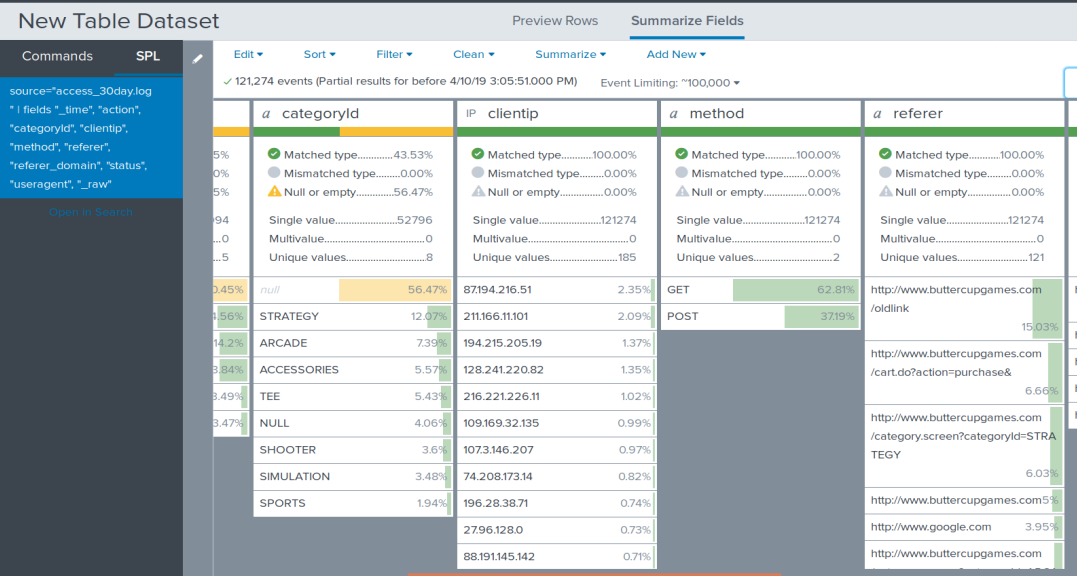 New Table Dataset
Preview Rows
Summarize Fields
Commands
SPL
source="access_30day.log
" | fields "_time", "action",
"categoryId", "clientip",
"method", "referer",
"referer_domain", "status",
"useragent", "_raw"
Open in Search
Edit
Sort
Filter
Clean
Summarize
Add New
121,274 events (Partial results for before 4/10/19 3:05:51.000 PM)
Event Limiting: ~100,000
5%
0%
5%
94
...0
...5
0.45%
4.56%
14.2%
3.84%
3.49%
3.47%
a categoryId
Matched type............43.53%
Mismatched type.......0.00%
Null or empty............56.47%
Single value.....................52796
Multivalue.................................0
Unique values..........................8
null 56.47%
STRATEGY 12.07%
ARCADE 7.39%
ACCESSORIES 5.57%
TEE 5.43%
NULL 4.06%
SHOOTER 3.6%
SIMULATION 3.48%
SPORTS 1.94%
IP clientip
Matched type..........100.00%
Mismatched type.......0.00%
Null or empty..............0.00%
Single value.....................121274
Multivalue.................................0
Unique values......................185
87.194.216.51 2.35%
211.166.11.101 2.09%
194.215.205.19 1.37%
128.241.220.82 1.35%
216.221.226.11 1.02%
109.169.32.135 0.99%
107.3.146.207 0.97%
74.208.173.14 0.82%
196.28.38.71 0.74%
27.96.128.0 0.73%
88.191.145.142 0.71%
a method
Matched type..........100.00%
Mismatched type.......0.00%
Null or empty..............0.00%
Single value.....................121274
Multivalue.................................0
Unique values..........................2
GET 62.81%
POST 37.19%
a referer
Matched type..........100.00%
Mismatched type.......0.00%
Null or empty..............0.00%
Single value.....................121274
Multivalue.................................0
Unique values.......................121
http://www.buttercupgames.com
/oldlink
15.03%
http://www.buttercupgames.com
/cart.do?action=purchase&
6.66%
http://www.buttercupgames.com
/category.screen?categoryId=STRA
TEGY
6.03%
http://www.buttercupgames.com 5%
http://www.google.com 3.95%
http://www.buttercupgames.com